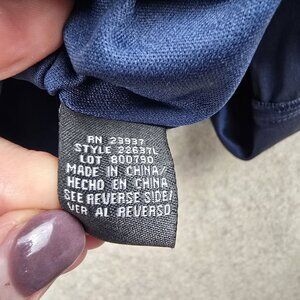 RN 23937
STYLE 22637L
LOT 800790
MADE IN CHINA/
HECHO EN CHINA
SEE REVERSE SIDE/
VER AL REVERSO